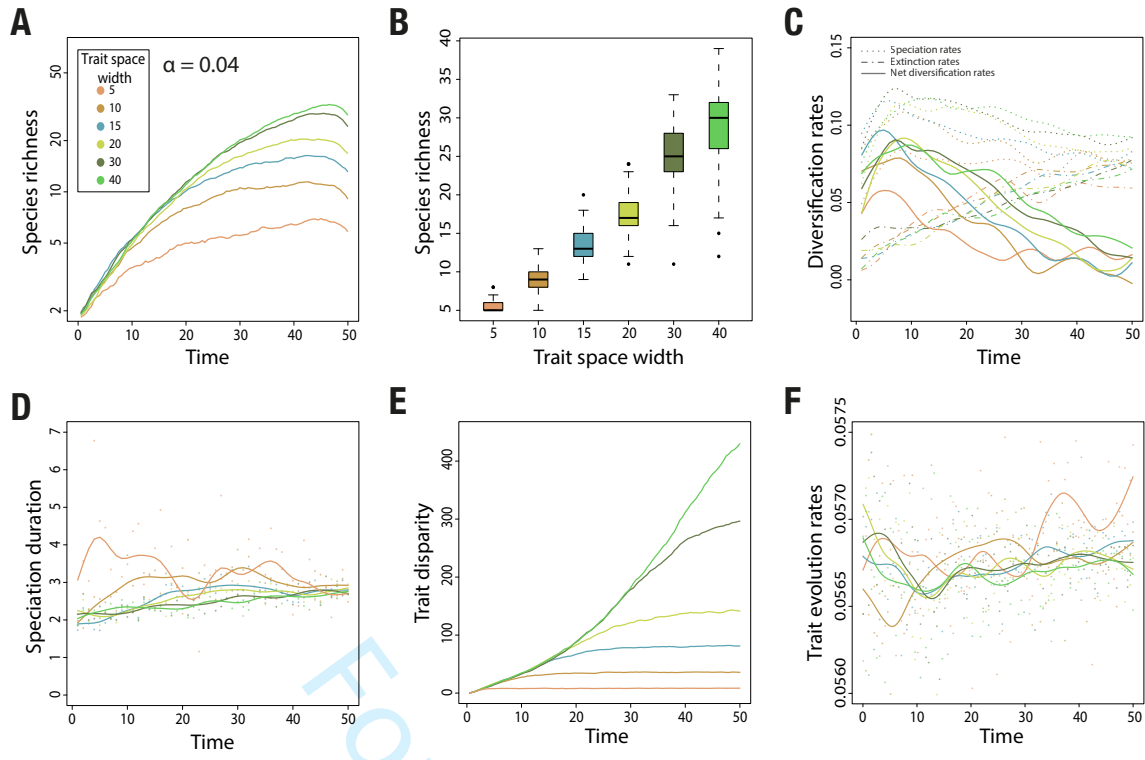 A
Species richness
50
20
10
5
2
Trait space
width
5
10
15
20
30
40
α = 0.04
0 10 20 30 40 50
Time
B
Species richness
40
35
30
25
20
15
10
5
5 10 15 20 30 40
Trait space width
C
Diversification rates
0.15
0.10
0.05
0.00
Speciation rates
Extinction rates
Net diversification rates
0 10 20 30 40 50
Time
D
Speciation duration
7
6
5
4
3
2
1
0
0 10 20 30 40 50
Time
E
Trait disparity
400
300
200
100
0
0 10 20 30 40 50
Time
F
Trait evolution rates
0.0575
0.0570
0.0565
0.0560
0 10 20 30 40 50
Time
Fo